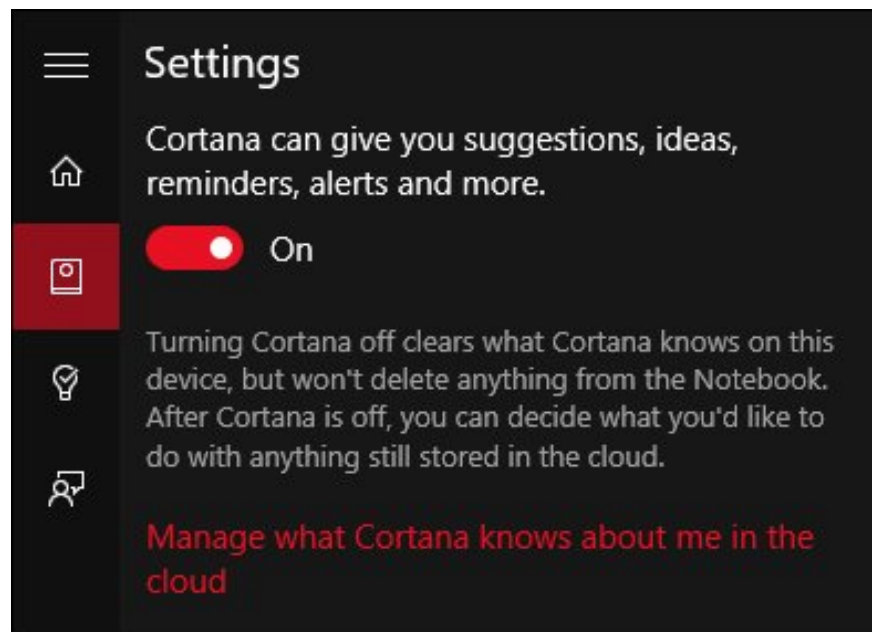 Settings
Cortana can give you suggestions, ideas,
reminders, alerts and more.
On
Turning Cortana off clears what Cortana knows on this
device, but won't delete anything from the Notebook.
After Cortana is off, you can decide what you'd like to
do with anything still stored in the cloud.
Manage what Cortana knows about me in the
cloud